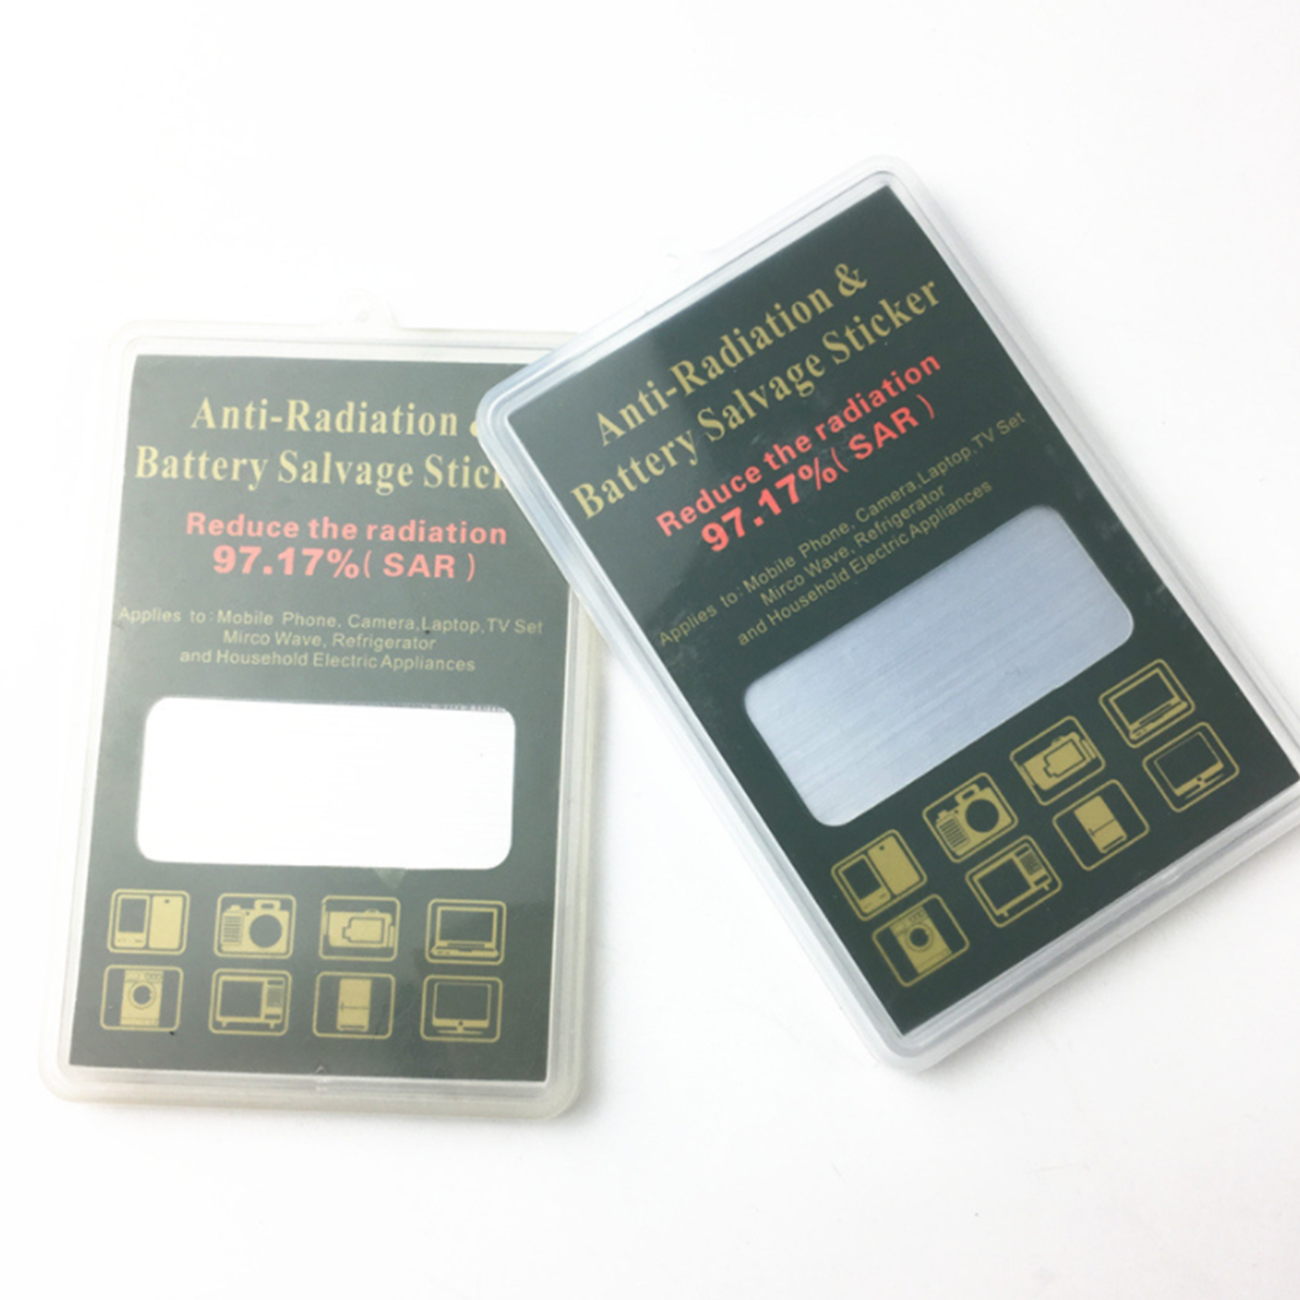 Anti-Radiation
Battery Salvage Stick
Reduce the radiation
97.17%( SAR )
Applies to:Mobile Phone, Camera,Laptop,TV Set
Mirco Wave, Refrigerator
and Household Electric Appliances
Anti-Radiation &
Battery Salvage Sticker
Reduce the radiation
97.17%( SAR )
Applies to:Mobile Phone, Camera,Laptop,TV Set
Mirco Wave, Refrigerator
and Household Electric Appliances